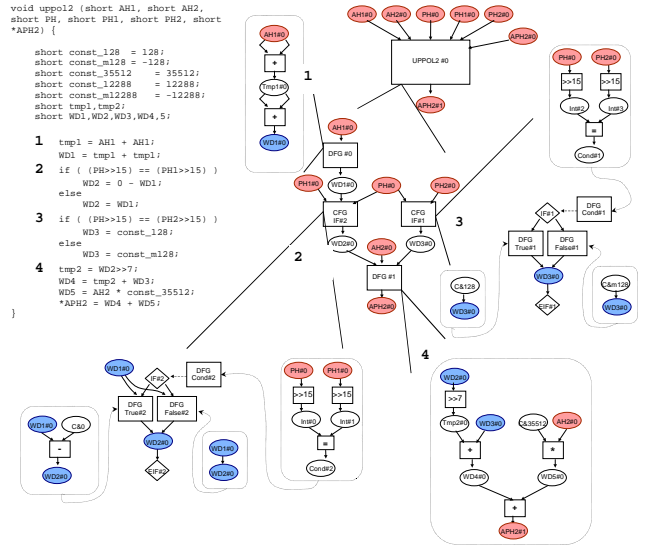 void uppol2 (short AH1, short AH2,
short PH, short PH1, short PH2, short
*APH2) {
short const_128 = 128;
short const_m128 = -128;
short const_35512 = 35512;
short const_12288 = 12288;
short const_m12288 = -12288;
short tmp1,tmp2;
short WD1,WD2,WD3,WD4,5;
1 tmp1 = AH1 + AH1;
WD1 = tmp1 + tmp1;
2 if ( (PH>>15) == (PH1>>15) )
WD2 = 0 - WD1;
else
WD2 = WD1;
3 if ( (PH>>15) == (PH2>>15) )
WD3 = const_128;
else
WD3 = const_m128;
4 tmp2 = WD2>>7;
WD4 = tmp2 + WD3;
WD5 = AH2 * const_35512;
*APH2 = WD4 + WD5;
}
AH1#0
+
Tmp1#0
+
WD1#0
1
AH1#0 AH2#0 PH#0 PH1#0 PH2#0
APH2#0
UPPOL2 #0
APH2#1
AH1#0
DFG #0
WD1#0
PH1#0 PH#0 PH2#0
CFG
IF#2
CFG
IF#1
WD2#0 AH2#0 WD3#0
DFG #1
APH2#0
2
3
4
PH#0 PH2#0
>>15 >>15
Int#2 Int#3
=
Cond#1
DFG
Cond#1
IF#1
DFG
True#1
DFG
False#1
WD3#0
EIF#1
C&128
WD3#0
C&m128
WD3#0
WD1#0
IF#2
DFG
Cond#2
DFG
True#2
DFG
False#2
WD2#0
EIF#2
WD1#0 C&0
-
WD2#0
WD1#0
WD2#0
PH#0 PH1#0
>>15 >>15
Int#0 Int#1
=
Cond#2
WD2#0
>>7
Tmp2#0 WD3#0 C&35512 AH2#0
+ *
WD4#0 WD5#0
+
APH2#1